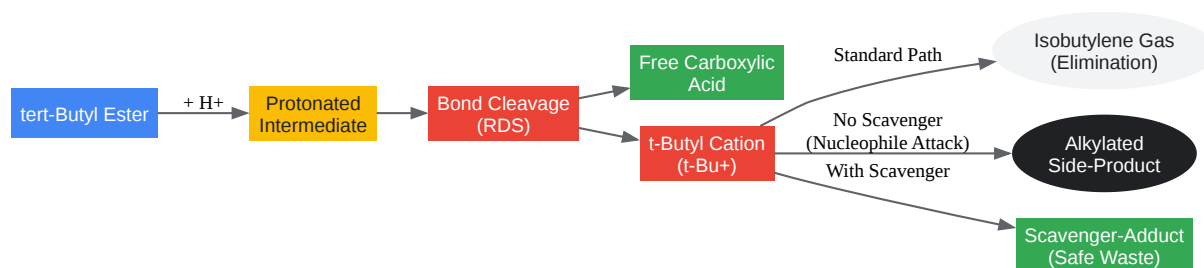 tert-Butyl Ester
+ H+
Protonated
Intermediate
Bond Cleavage
(RDS)
Free Carboxylic
Acid
t-Butyl Cation
(t-Bu+)
Standard Path
Isobutylene Gas
(Elimination)
No Scavenger
(Nucleophile Attack)
Alkylated
Side-Product
With Scavenger
Scavenger-Adduct
(Safe Waste)